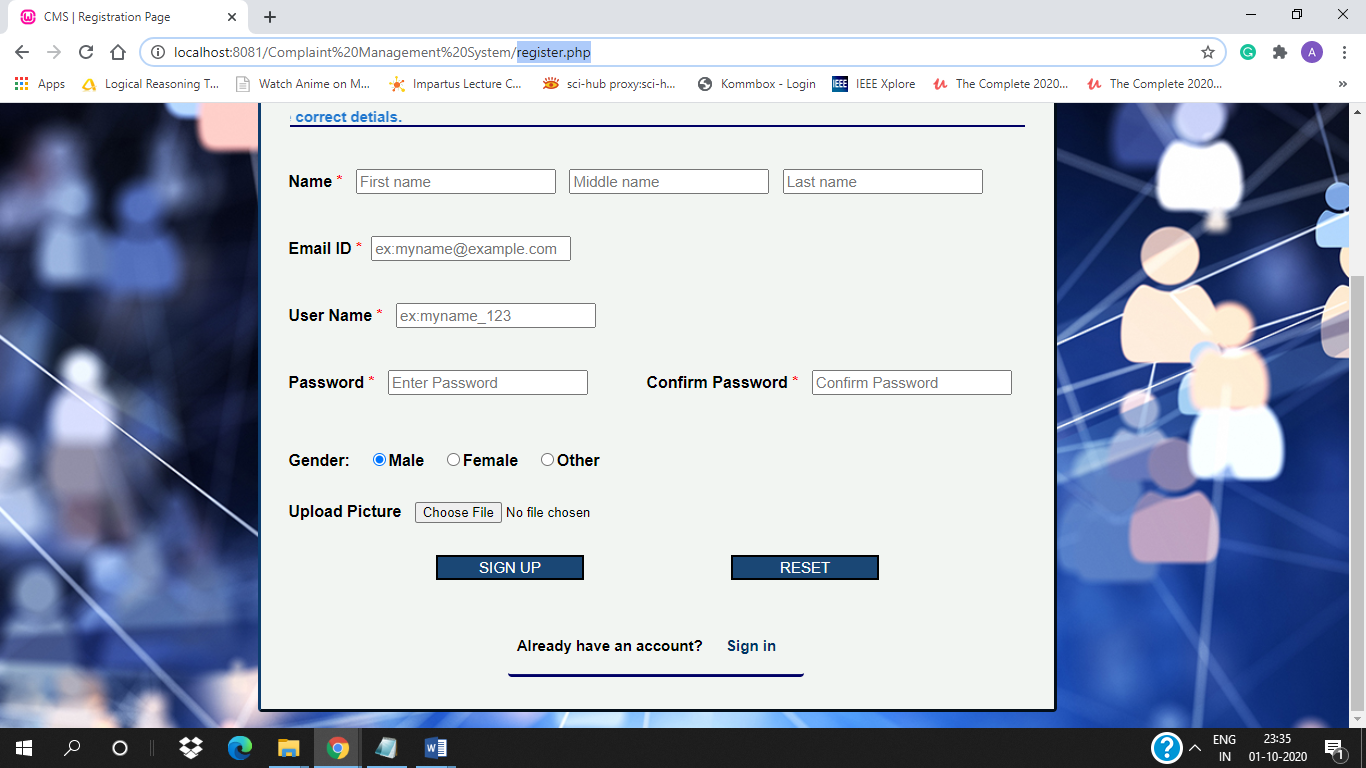 CMS | Registration Page
localhost:8081/Complaint%20Management%20System/register.php
A
Apps Logical Reasoning T... Watch Anime on M... Impartus Lecture C... sci-hub proxy:sci-h... Kommbox - Login IEEE IEEE Xplore The Complete 2020... The Complete 2020... »
correct detials.
Name * First name Middle name Last name
Email ID * ex:myname@example.com
User Name * ex:myname_123
Password * Enter Password Confirm Password * Confirm Password
Gender: Male Female Other
Upload Picture Choose File No file chosen
SIGN UP RESET
Already have an account? Sign in
ENG 23:35
IN 01-10-2020 1